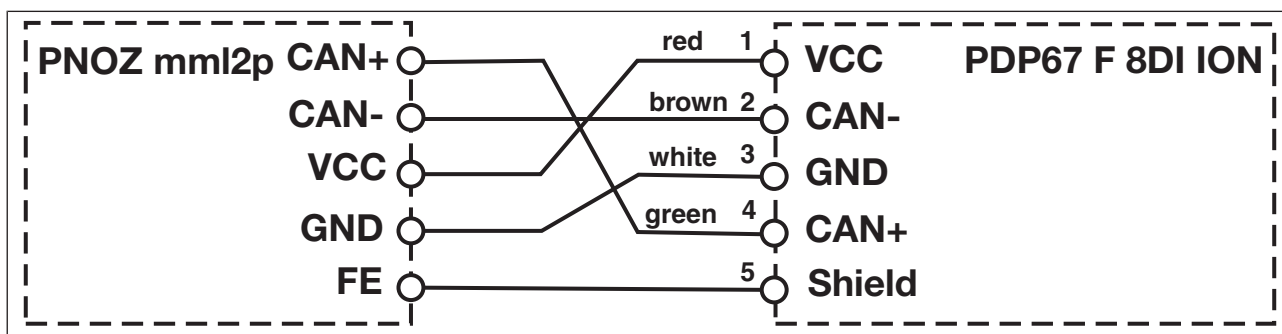 PNOZ mml2p CAN+ red 1 VCC PDP67 F 8DI ION
CAN- brown 2 CAN-
VCC white 3 GND
GND green 4 CAN+
FE 5 Shield